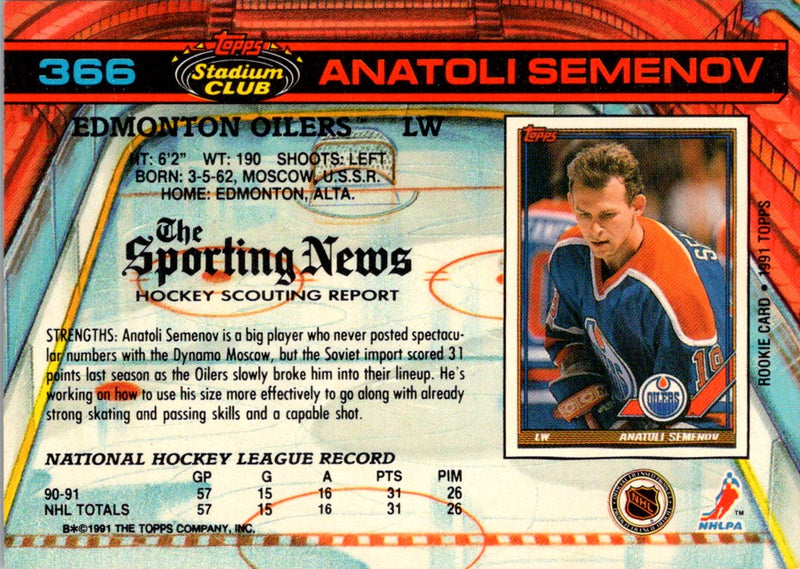 366
Topps
Stadium
CLUB
ANATOLI SEMENOV
EDMONTON OILERS™ LW
HT: 6'2" WT: 190 SHOOTS: LEFT
BORN: 3-5-62, MOSCOW, U.S.S.R.
HOME: EDMONTON, ALTA.
The
Sporting News
HOCKEY SCOUTING REPORT
STRENGTHS: Anatoli Semenov is a big player who never posted spectacu-
lar numbers with the Dynamo Moscow, but the Soviet import scored 31
points last season as the Oilers slowly broke him into their lineup. He's
working on how to use his size more effectively to go along with already
strong skating and passing skills and a capable shot.
NATIONAL HOCKEY LEAGUE RECORD
GP G A PTS PIM
90-91 57 15 16 31 26
NHL TOTALS 57 15 16 31 26
B*©1991 THE TOPPS COMPANY, INC.
Topps
OILERS
LW ANATOLI SEMENOV
ROOKIE CARD • 1991 TOPPS
NHL
NHLPA™